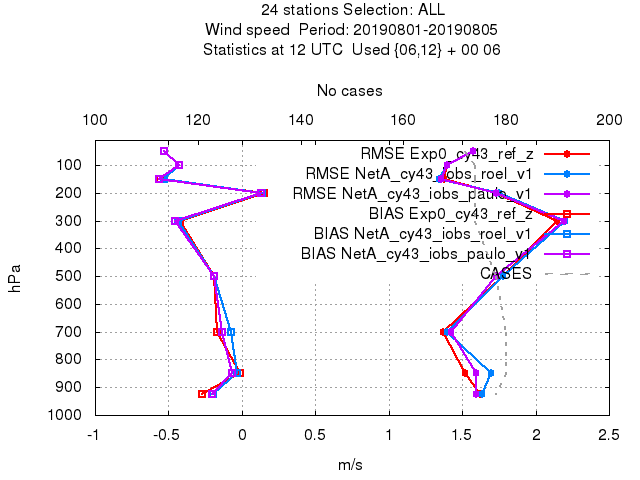 24 stations Selection: ALL
Wind speed  Period: 20190801-20190805
Statistics at 12 UTC  Used {06,12} + 00 06
No cases
100 120 140 160 180 200
RMSE Exp0_cy43_ref_z
RMSE NetA_cy43_iobs_roel_v1
RMSE NetA_cy43_iobs_paulo_v1
BIAS Exp0_cy43_ref_z
BIAS NetA_cy43_iobs_roel_v1
BIAS NetA_cy43_iobs_paulo_v1
CASES
hPa
100
200
300
400
500
600
700
800
900
1000
-1 -0.5 0 0.5 1 1.5 2 2.5
m/s